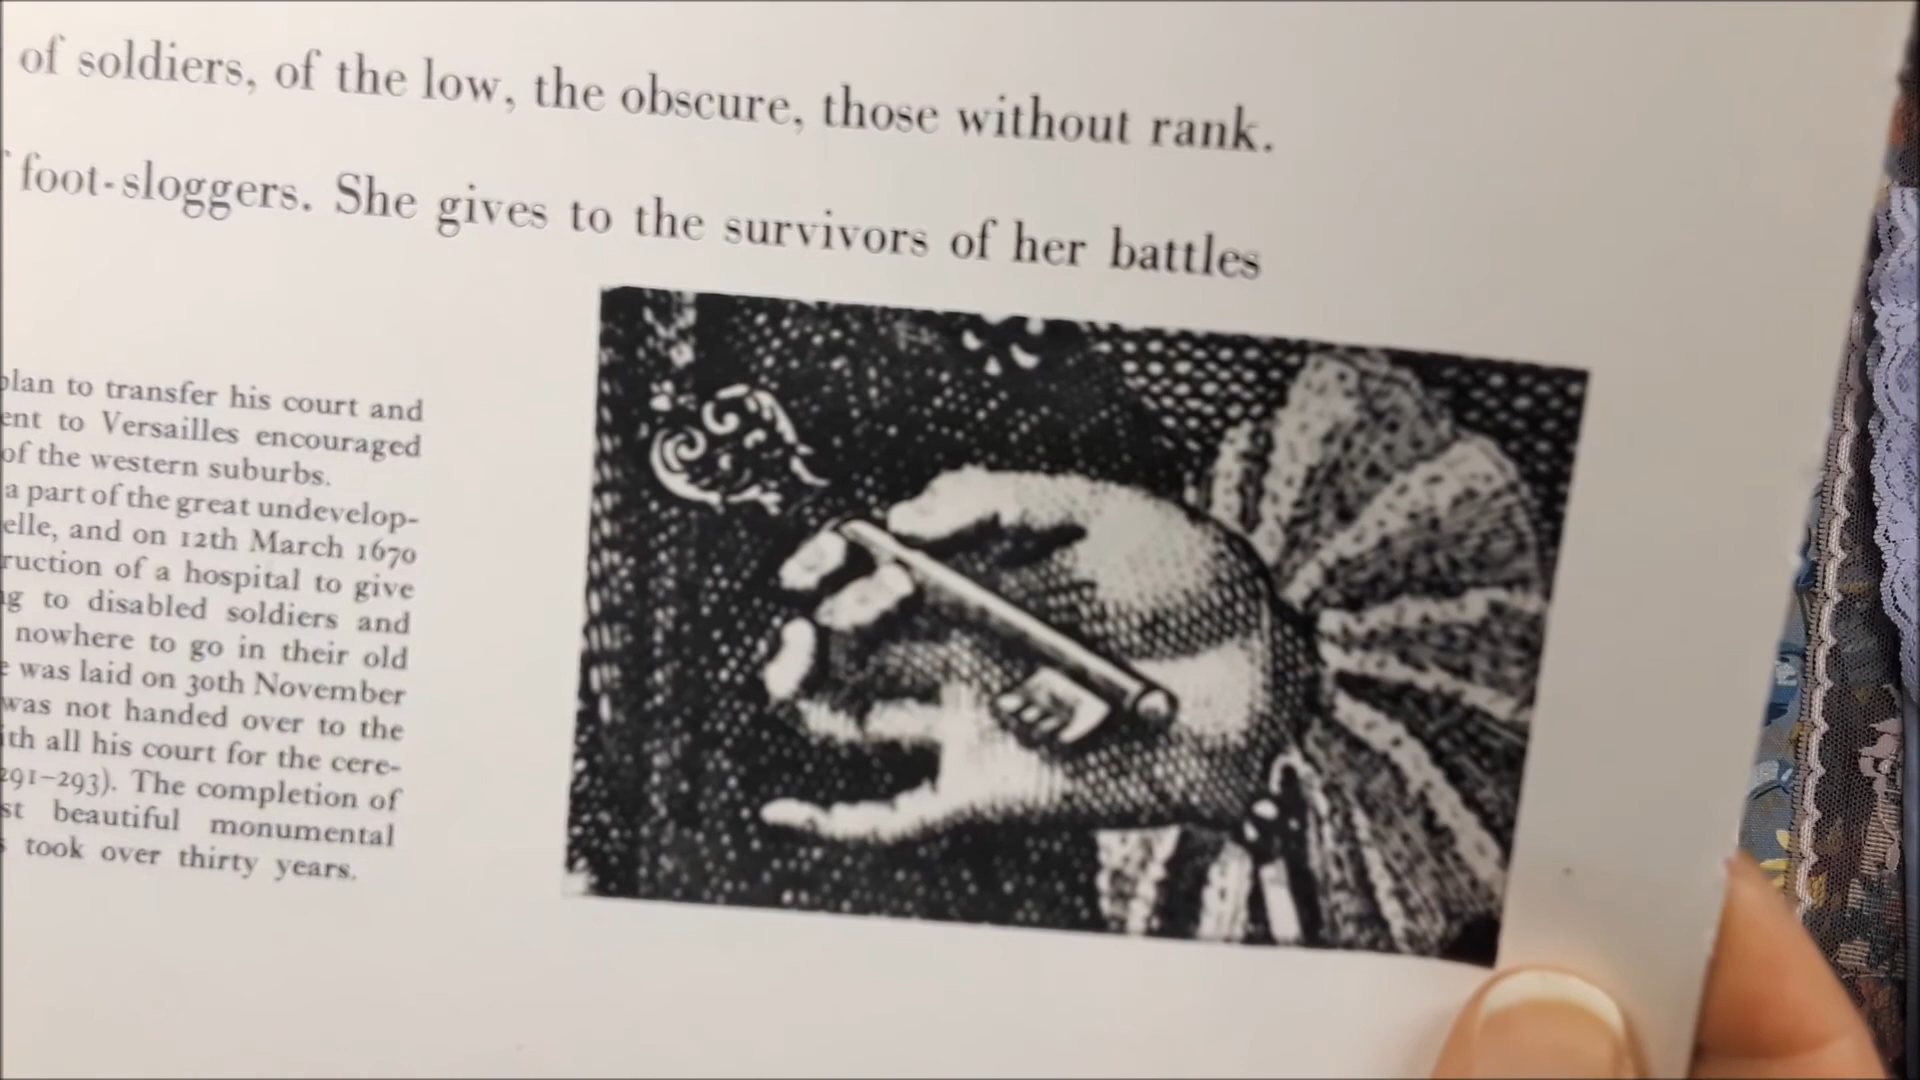 of soldiers, of the low, the obscure, those without rank.
foot-sloggers. She gives to the survivors of her battles
plan to transfer his court and
ent to Versailles encouraged
of the western suburbs.
a part of the great undevelop-
elle, and on 12th March 1670
ruction of a hospital to give
ng to disabled soldiers and
nowhere to go in their old
e was laid on 30th November
was not handed over to the
ith all his court for the cere-
291–293). The completion of
st beautiful monumental
s took over thirty years.